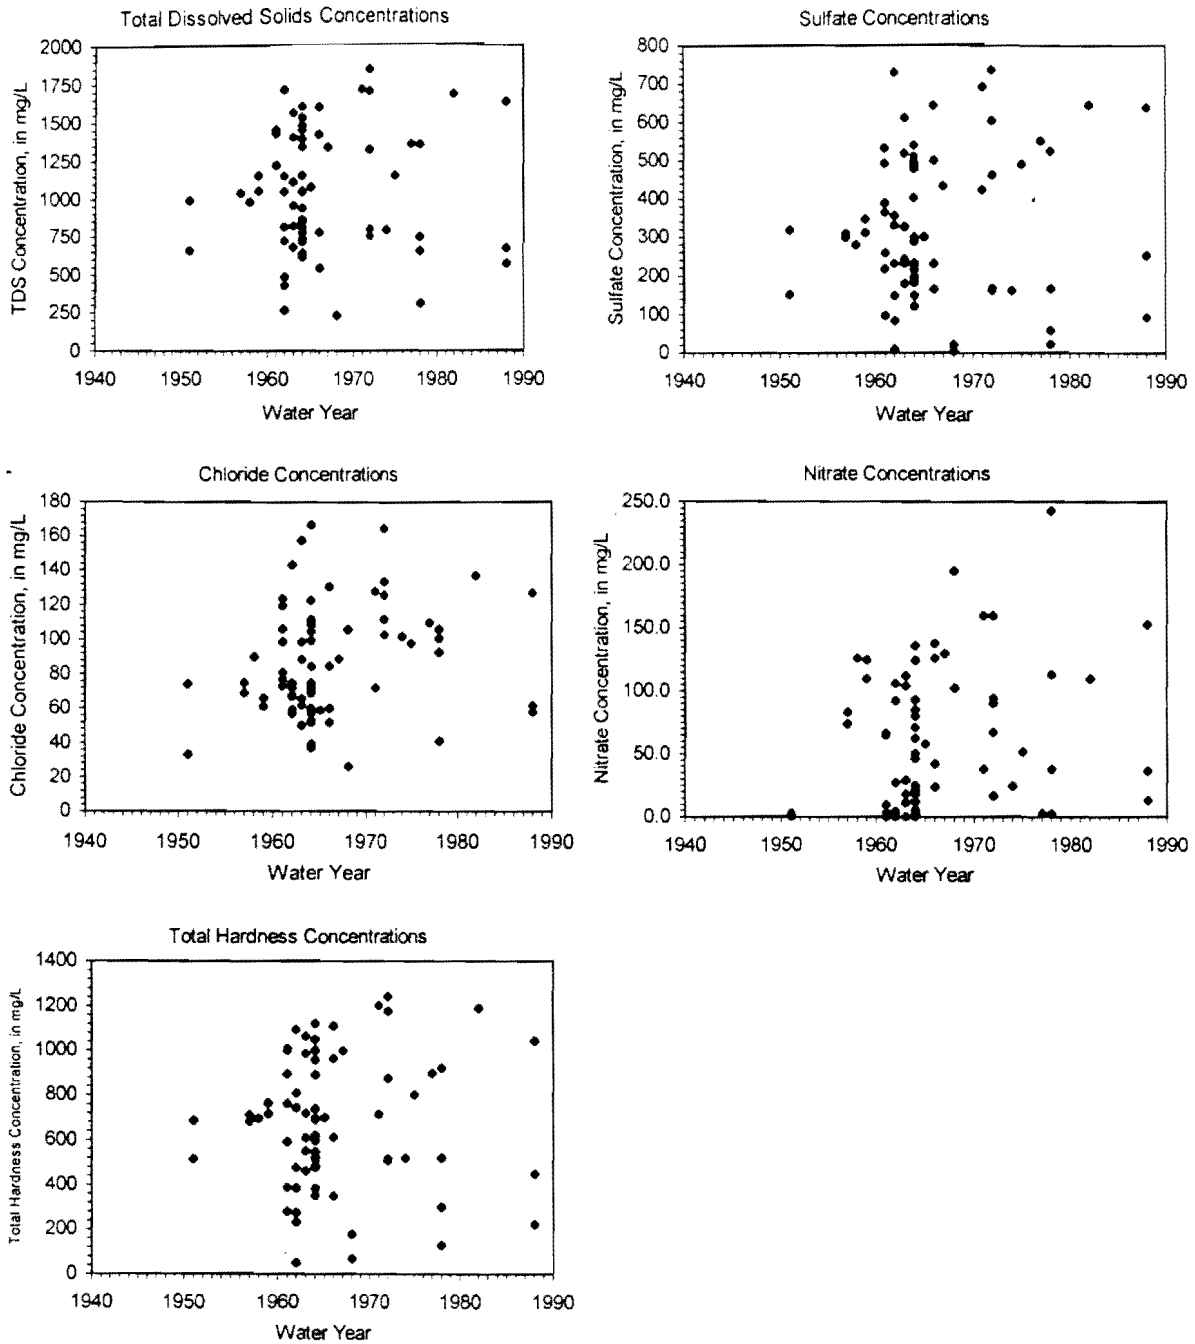 Total Dissolved Solids Concentrations
TDS Concentration, in mg/L
2000
1750
1500
1250
1000
750
500
250
0
1940 1950 1960 1970 1980 1990
Water Year
Sulfate Concentrations
Sulfate Concentration, in mg/L
800
700
600
500
400
300
200
100
0
1940 1950 1960 1970 1980 1990
Water Year
Chloride Concentrations
Chloride Concentration, in mg/L
180
160
140
120
100
80
60
40
20
0
1940 1950 1960 1970 1980 1990
Water Year
Nitrate Concentrations
Nitrate Concentration, in mg/L
250.0
200.0
150.0
100.0
50.0
0.0
1940 1950 1960 1970 1980 1990
Water Year
Total Hardness Concentrations
Total Hardness Concentration, in mg/L
1400
1200
1000
800
600
400
200
0
1940 1950 1960 1970 1980 1990
Water Year